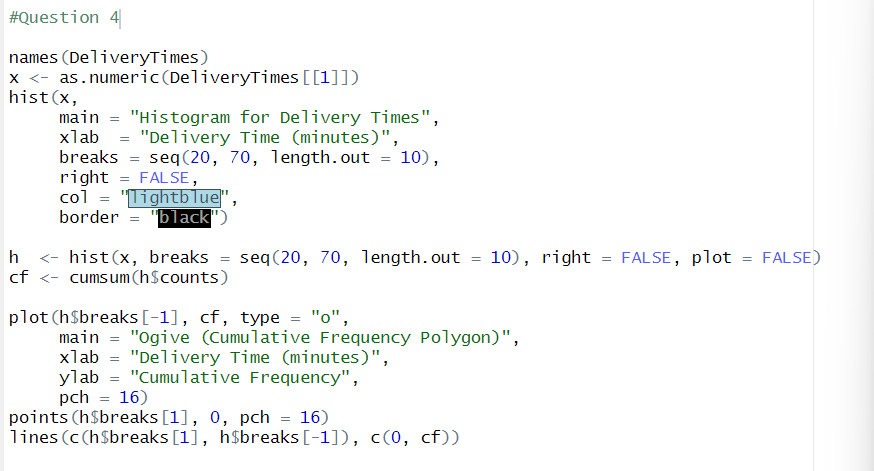 #Question 4
names(DeliveryTimes)
x <- as.numeric(DeliveryTimes[[1]])
hist(x,
     main = "Histogram for Delivery Times",
     xlab  = "Delivery Time (minutes)",
     breaks = seq(20, 70, length.out = 10),
     right = FALSE,
     col = "lightblue",
     border = "black")
h  <- hist(x, breaks = seq(20, 70, length.out = 10), right = FALSE, plot = FALSE)
cf <- cumsum(h$counts)
plot(h$breaks[-1], cf, type = "o",
     main = "Ogive (Cumulative Frequency Polygon)",
     xlab = "Delivery Time (minutes)",
     ylab = "Cumulative Frequency",
     pch = 16)
points(h$breaks[1], 0, pch = 16)
lines(c(h$breaks[1], h$breaks[-1]), c(0, cf))